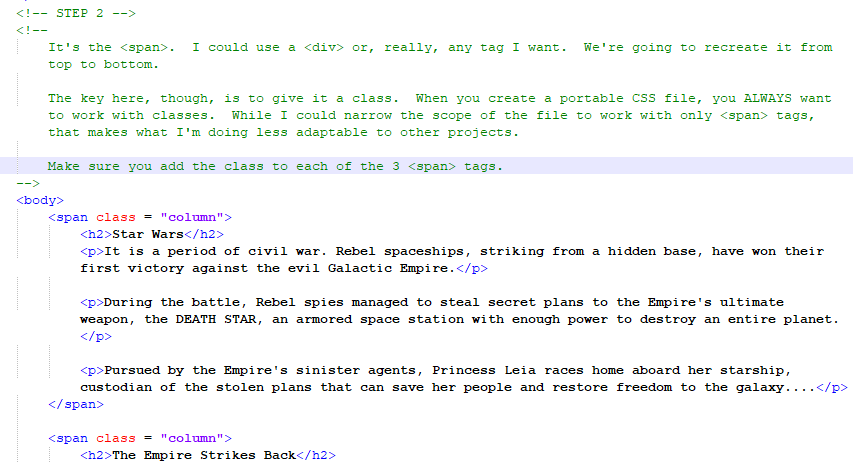 <!-- STEP 2 -->
<!--
It's the <span>.  I could use a <div> or, really, any tag I want.  We're going to recreate it from
top to bottom.
The key here, though, is to give it a class.  When you create a portable CSS file, you ALWAYS want
to work with classes.  While I could narrow the scope of the file to work with only <span> tags,
that makes what I'm doing less adaptable to other projects.
Make sure you add the class to each of the 3 <span> tags.
-->
<body>
<span class = "column">
<h2>Star Wars</h2>
<p>It is a period of civil war. Rebel spaceships, striking from a hidden base, have won their
first victory against the evil Galactic Empire.</p>
<p>During the battle, Rebel spies managed to steal secret plans to the Empire's ultimate
weapon, the DEATH STAR, an armored space station with enough power to destroy an entire planet.
</p>
<p>Pursued by the Empire's sinister agents, Princess Leia races home aboard her starship,
custodian of the stolen plans that can save her people and restore freedom to the galaxy....</p>
</span>
<span class = "column">
<h2>The Empire Strikes Back</h2>